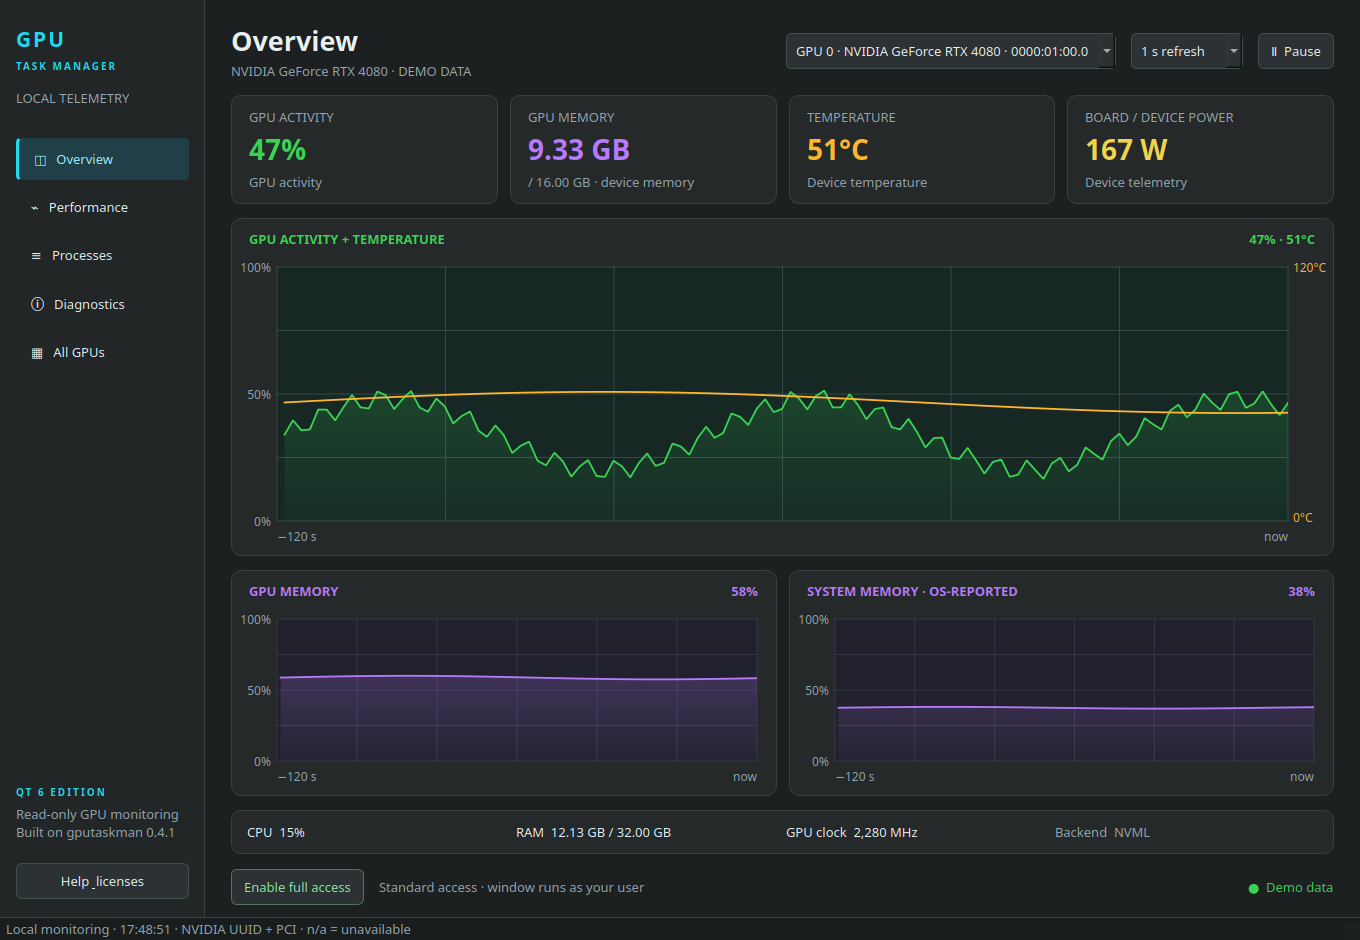 GPU
TASK MANAGER
LOCAL TELEMETRY
Overview
Performance
Processes
Diagnostics
All GPUs
QT 6 EDITION
Read-only GPU monitoring
Built on gputaskman 0.4.1
Help_licenses
Overview
NVIDIA GeForce RTX 4080 · DEMO DATA
GPU 0 · NVIDIA GeForce RTX 4080 · 0000:01:00.0
1 s refresh
Pause
GPU ACTIVITY
47%
GPU activity
GPU MEMORY
9.33 GB
/ 16.00 GB · device memory
TEMPERATURE
51°C
Device temperature
BOARD / DEVICE POWER
167 W
Device telemetry
GPU ACTIVITY + TEMPERATURE
47% · 51°C
100%
120°C
50%
0%
0°C
−120 s
now
GPU MEMORY
58%
100%
50%
0%
−120 s
now
SYSTEM MEMORY · OS-REPORTED
38%
100%
50%
0%
−120 s
now
CPU 15%
RAM 12.13 GB / 32.00 GB
GPU clock 2,280 MHz
Backend NVML
Enable full access
Standard access · window runs as your user
Demo data
Local monitoring · 17:48:51 · NVIDIA UUID + PCI · n/a = unavailable